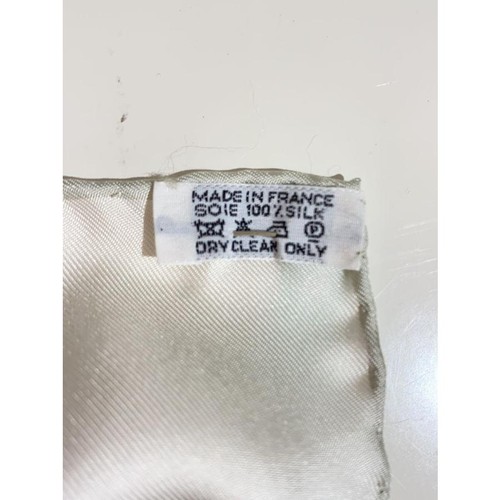 MADE IN FRANCE
SOIE 100% SILK
P
DRY CLEAN ONLY